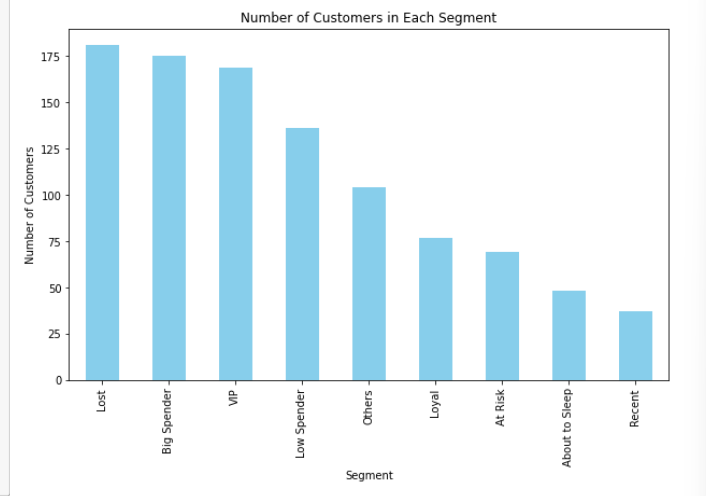 Number of Customers in Each Segment
175
150
125
100
75
50
25
0
Number of Customers
Lost
Big Spender
VIP
Low Spender
Others
Loyal
At Risk
About to Sleep
Recent
Segment